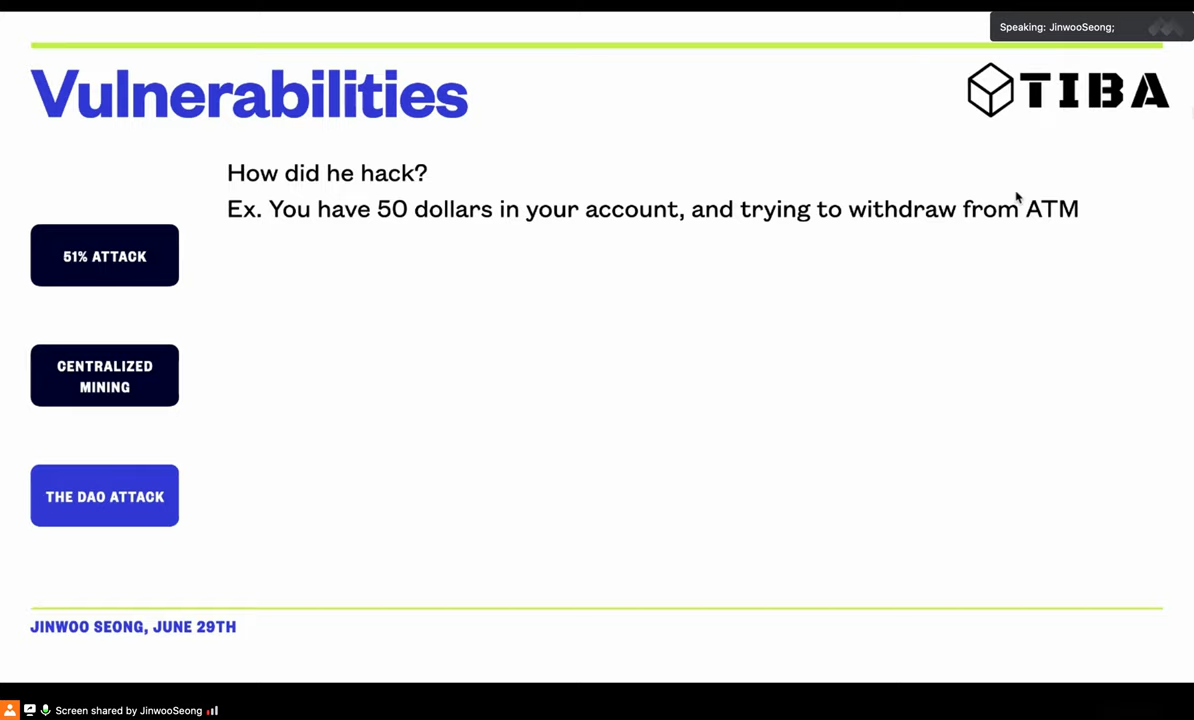 Speaking: JinwooSeong;
Vulnerabilities
TIBA
How did he hack?
Ex. You have 50 dollars in your account, and trying to withdraw from ATM
51% ATTACK
CENTRALIZED
MINING
THE DAO ATTACK
JINWOO SEONG, JUNE 29TH
Screen shared by JinwooSeong